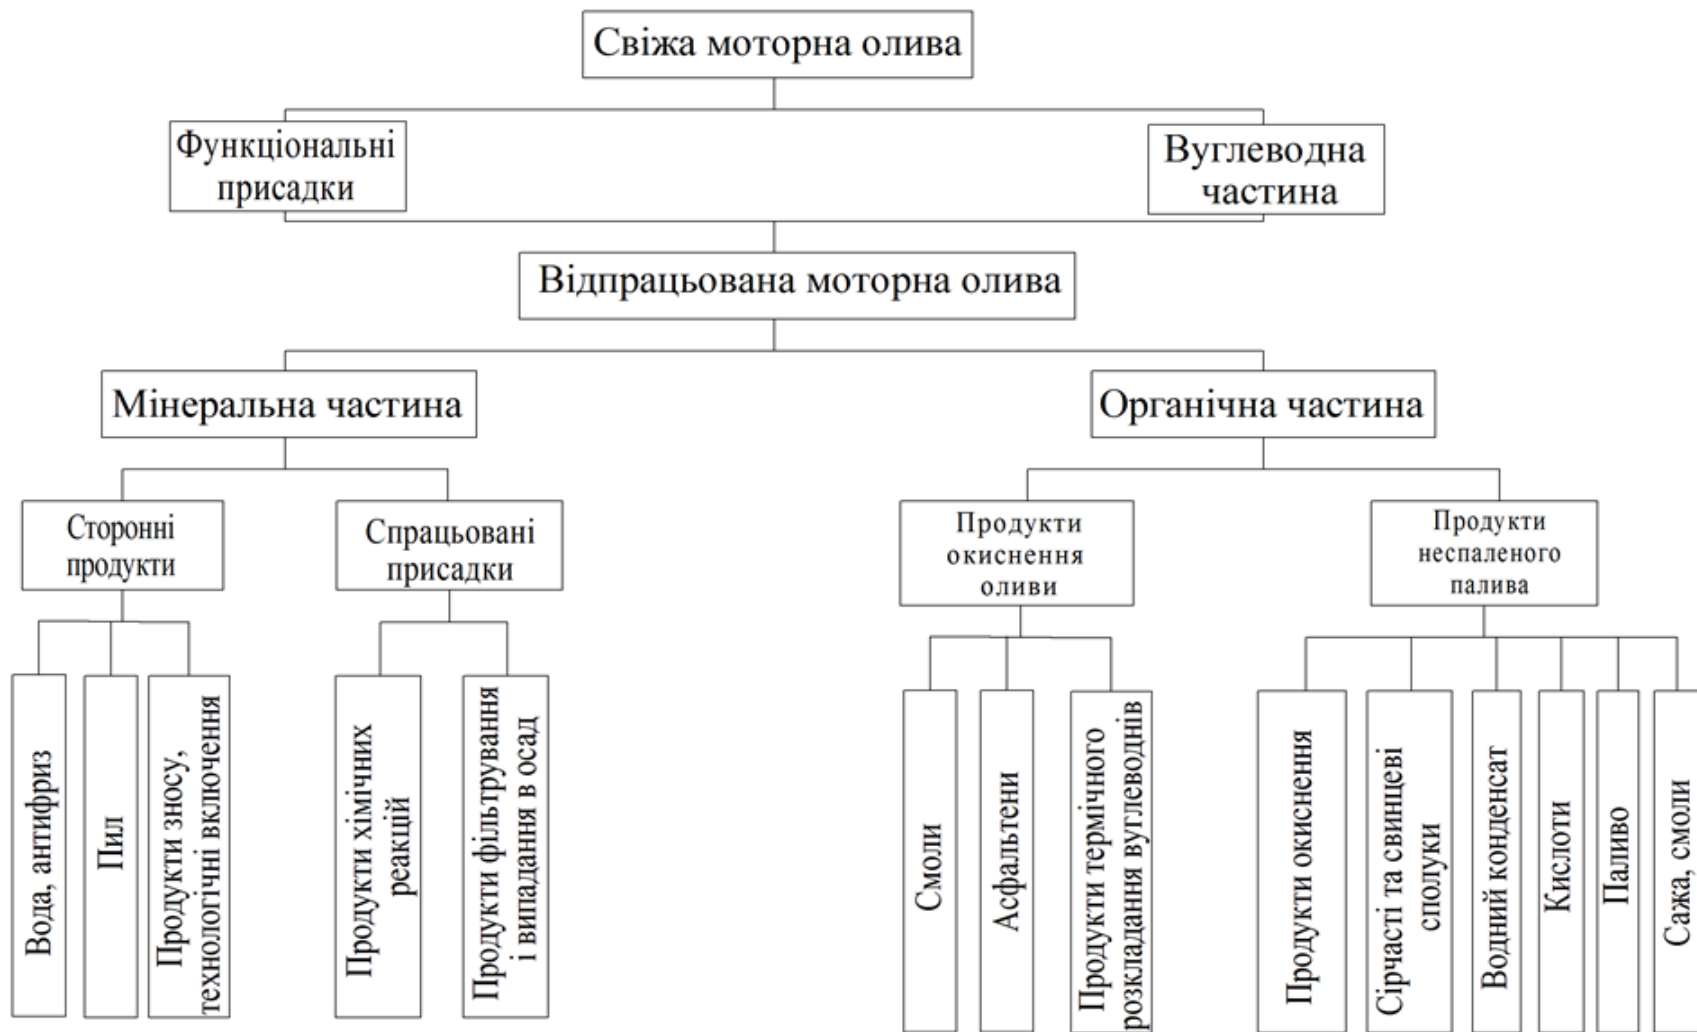 Свіжа моторна олива
Функціональні
присадки
Вуглеводна
частина
Відпрацьована моторна олива
Мінеральна частина
Органічна частина
Сторонні
продукти
Спрацьовані
присадки
Продукти
окиснення
оливи
Продукти
неспаленого
палива
Вода, антифриз
Пил
Продукти зносу,
технологічні включення
Продукти хімічних
реакцій
Продукти фільтрування
і випадання в осад
Смоли
Асфальтени
Продукти термічного
розкладання вуглеводнів
Продукти окиснення
Сірчасті та свинцеві
сполуки
Водний конденсат
Кислоти
Паливо
Сажа, смоли